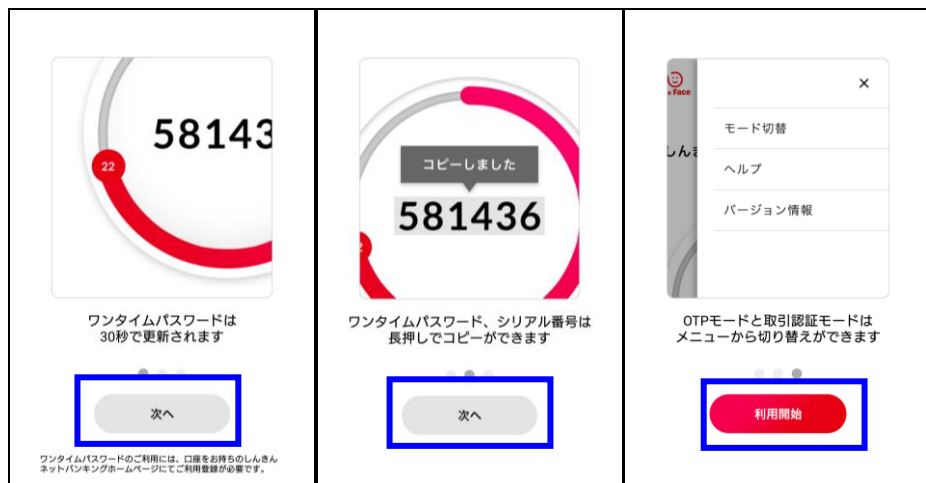 58143
22
ワンタイムパスワードは
30秒で更新されます
次へ
ワンタイムパスワードのご利用には、口座をお持ちのしんきん
ネットバンキングホームページにてご利用登録が必要です。
コピーしました
581436
ワンタイムパスワード、シリアル番号は
長押しでコピーができます
次へ
Face
×
モード切替
しんき
ヘルプ
バージョン情報
OTPモードと取引認証モードは
メニューから切り替えができます
利用開始